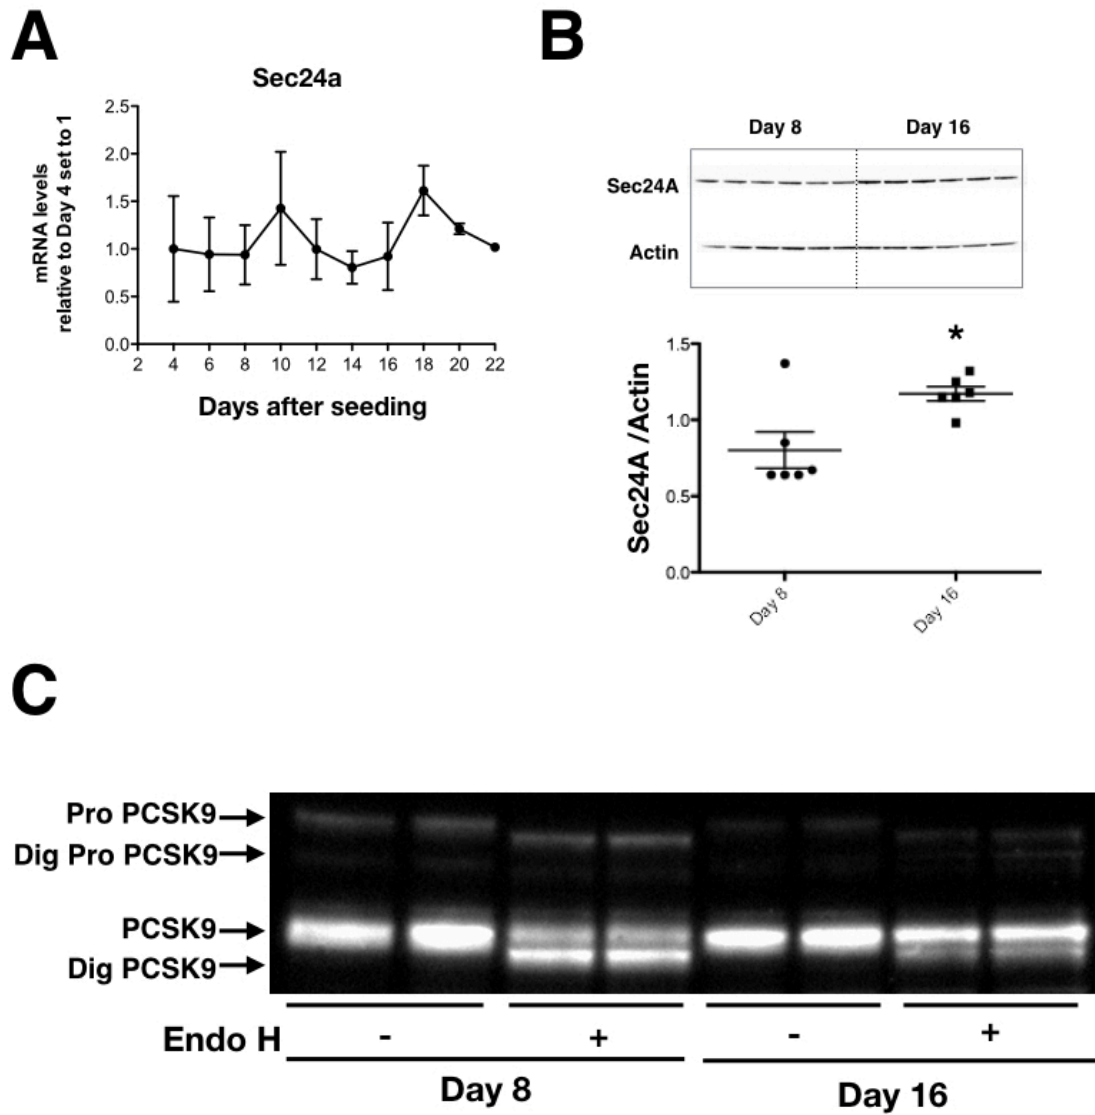 A
Sec24a
mRNA levels
relative to Day 4 set to 1
2.5
2.0
1.5
1.0
0.5
0.0
2 4 6 8 10 12 14 16 18 20 22
Days after seeding
B
Day 8 Day 16
Sec24A
Actin
*
Sec24A /Actin
1.5
1.0
0.5
0.0
Day 8 Day 16
C
Pro PCSK9
Dig Pro PCSK9
PCSK9
Dig PCSK9
Endo H - + - +
Day 8 Day 16